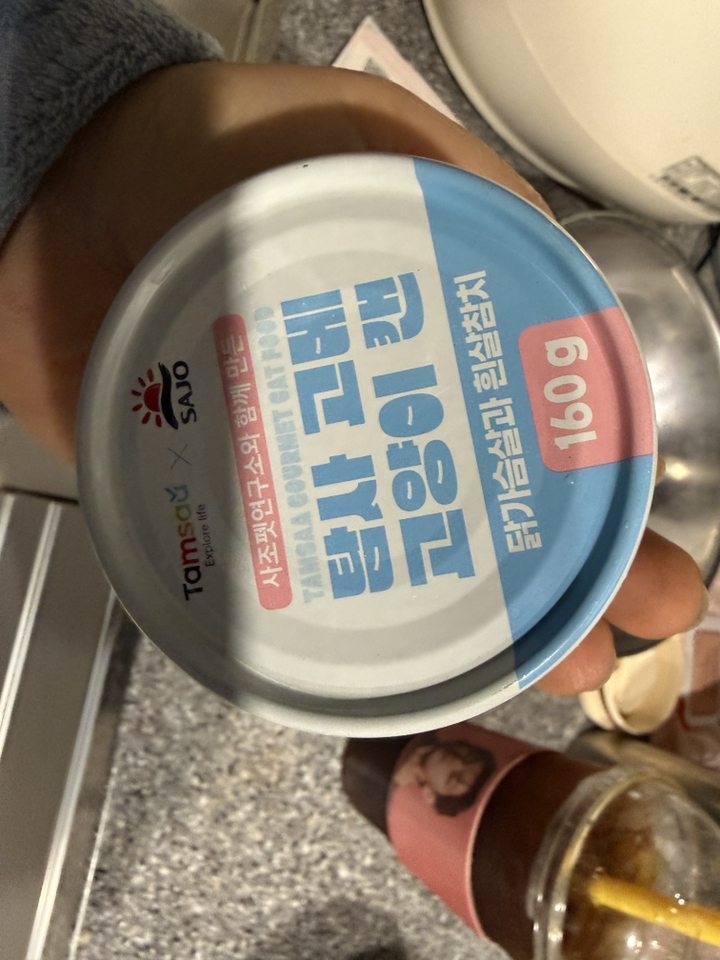 Tamsaa × SAJO
Explore life
사조펫연구소와 함께 만든
TAMSAA GOURMET CAT FOOD
탐사 고메
고양이 캔
닭가슴살과 흰살참치
160g